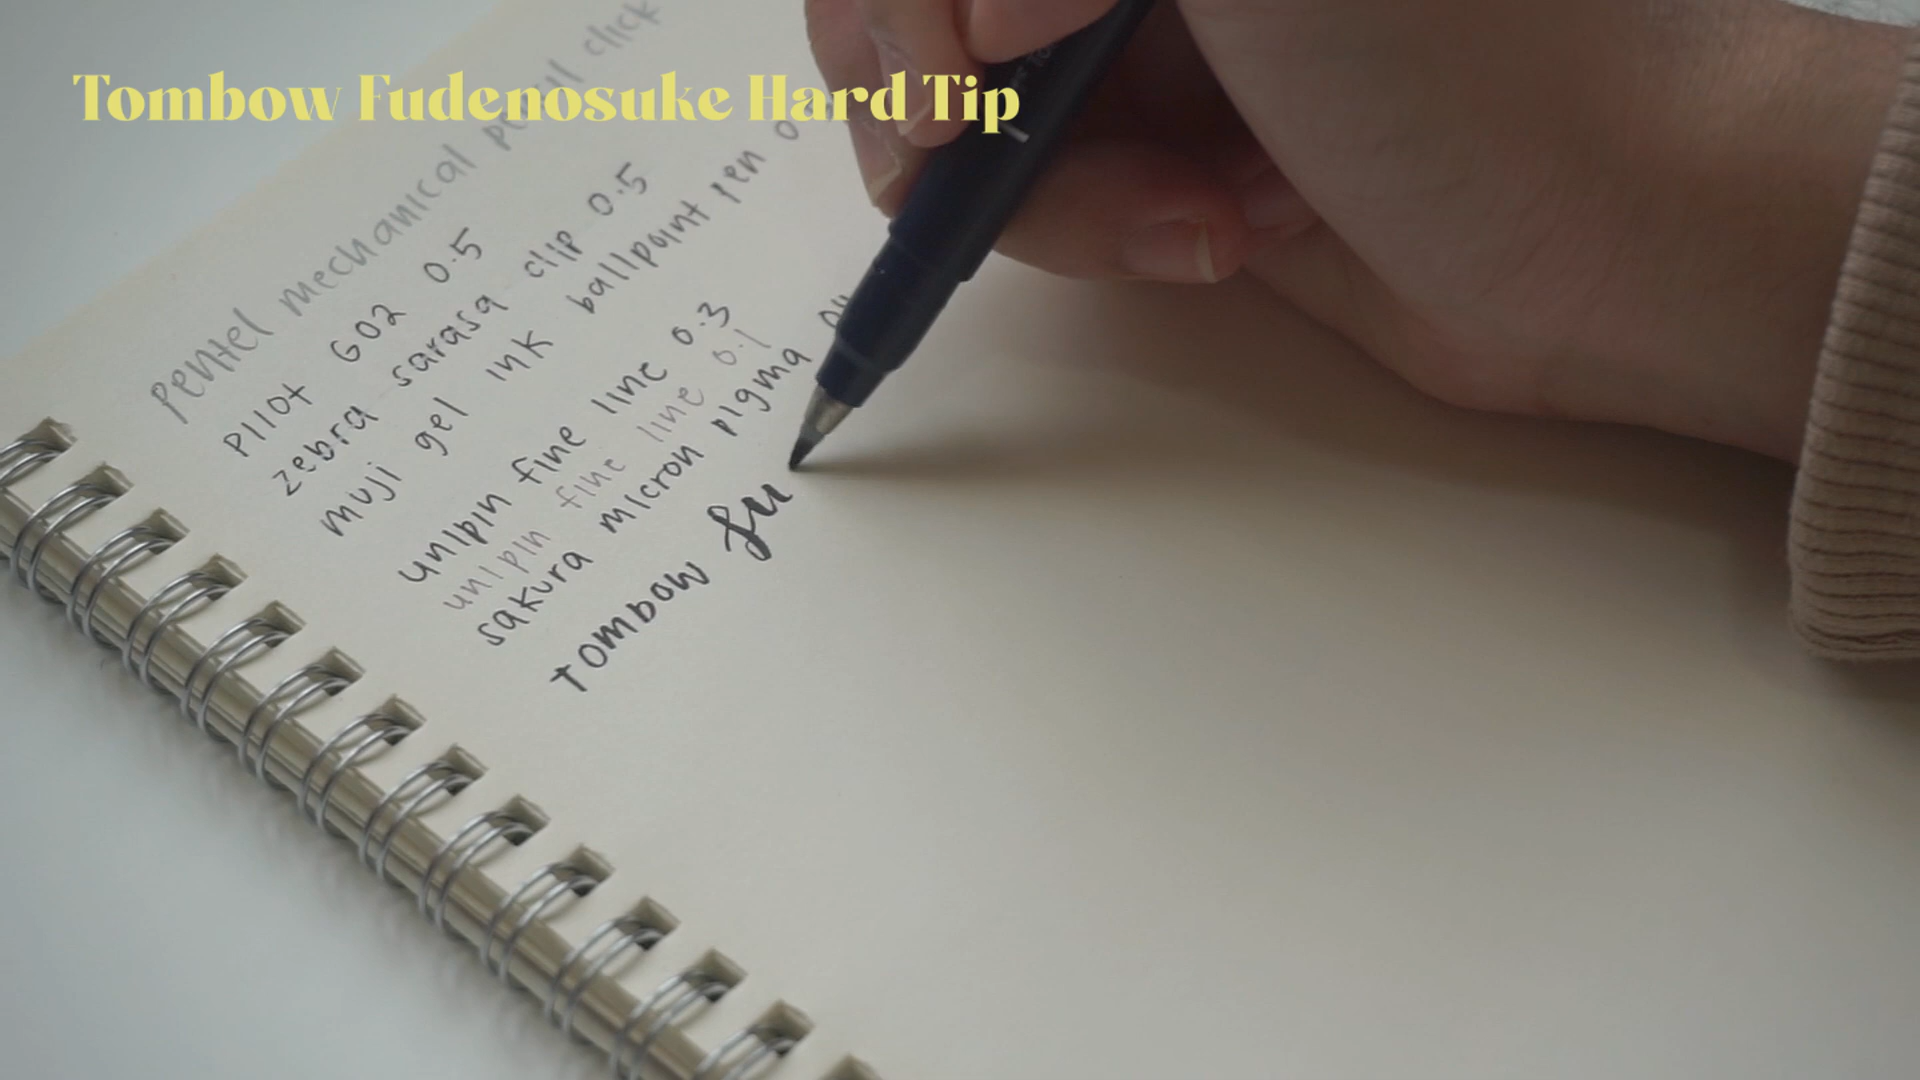 Tombow Fudenosuke Hard Tip
pentel mechanical pencil click
pilot G02 0.5
zebra sarasa clip 0.5
muji gel ink ballpoint pen
unipin fine line 0.3
unipin fine line 0.1
sakura micron pigma
tombow fu